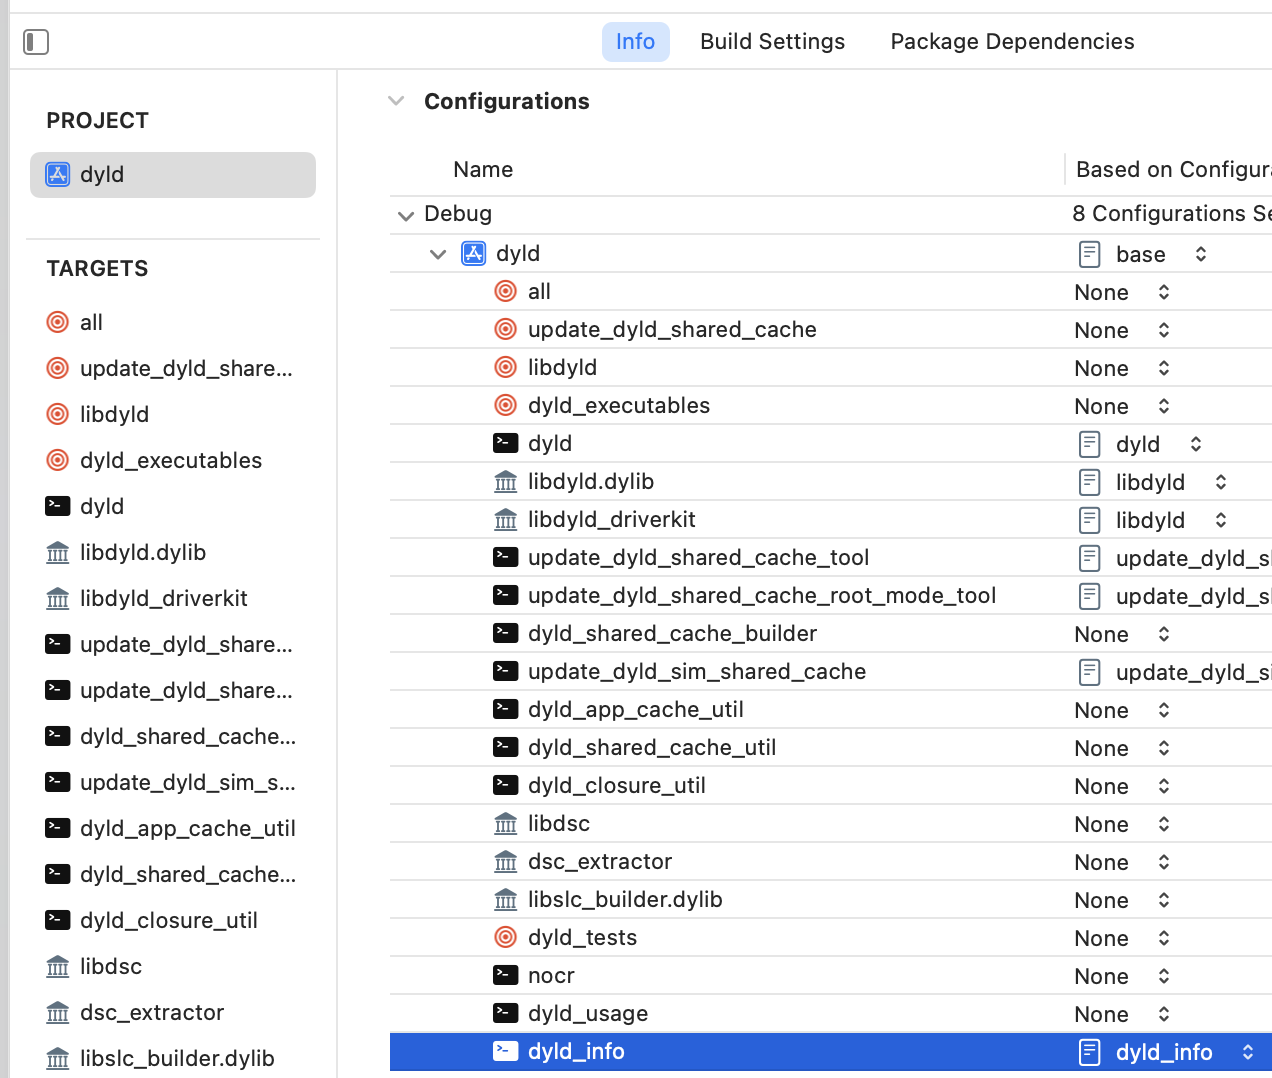 Info Build Settings Package Dependencies
PROJECT
dyld
TARGETS
all
update_dyld_share...
libdyld
dyld_executables
dyld
libdyld.dylib
libdyld_driverkit
update_dyld_share...
update_dyld_share...
dyld_shared_cache...
update_dyld_sim_s...
dyld_app_cache_util
dyld_shared_cache...
dyld_closure_util
libdsc
dsc_extractor
libslc_builder.dylib
Configurations
Name Based on Configura
Debug 8 Configurations Se
dyld base
all None
update_dyld_shared_cache None
libdyld None
dyld_executables None
dyld dyld
libdyld.dylib libdyld
libdyld_driverkit libdyld
update_dyld_shared_cache_tool update_dyld_s
update_dyld_shared_cache_root_mode_tool update_dyld_s
dyld_shared_cache_builder None
update_dyld_sim_shared_cache update_dyld_si
dyld_app_cache_util None
dyld_shared_cache_util None
dyld_closure_util None
libdsc None
dsc_extractor None
libslc_builder.dylib None
dyld_tests None
nocr None
dyld_usage None
dyld_info dyld_info